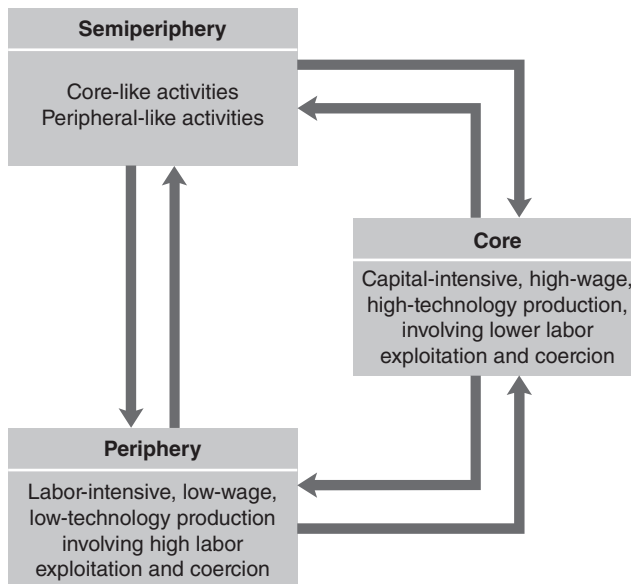 Semiperiphery
Core-like activities
Peripheral-like activities
Core
Capital-intensive, high-wage,
high-technology production,
involving lower labor
exploitation and coercion
Periphery
Labor-intensive, low-wage,
low-technology production
involving high labor
exploitation and coercion